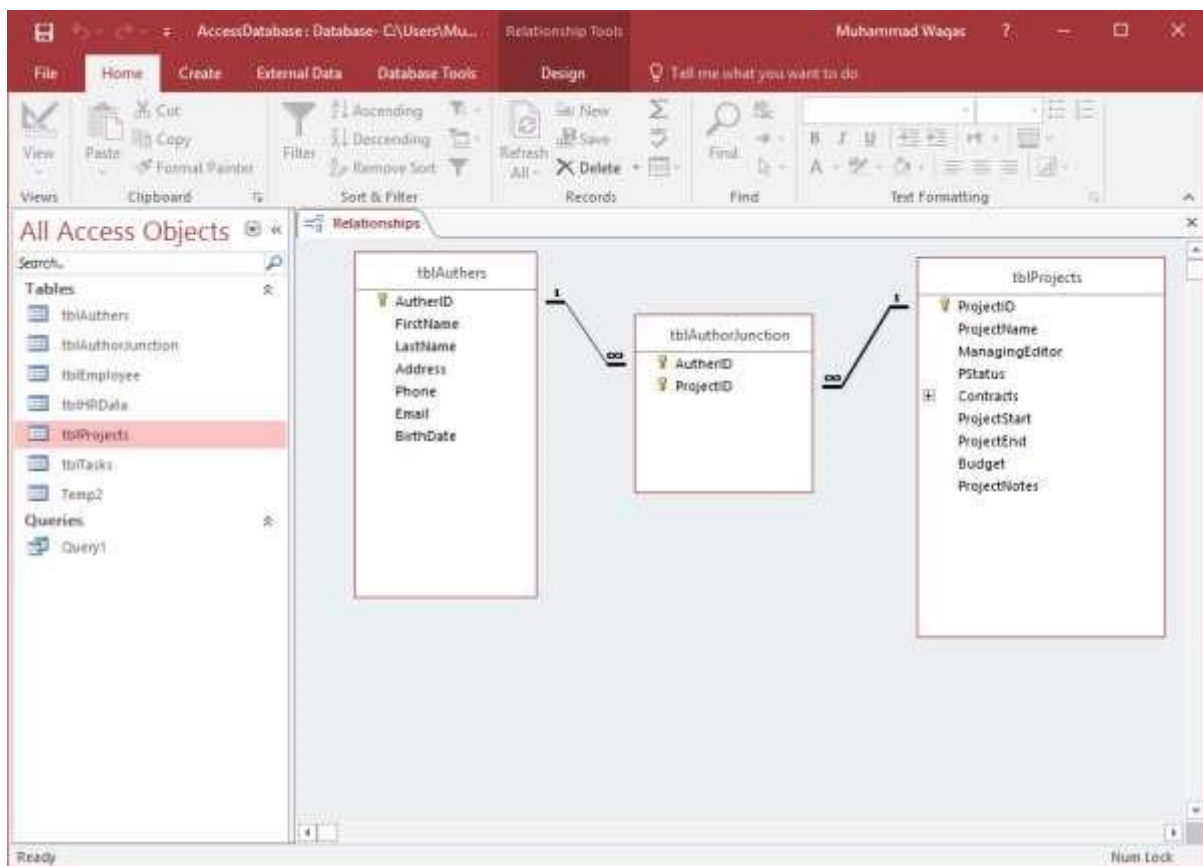 AccessDatabase : Database- C:\Users\Mu... Relationship Tools Muhammad Waqas ?
File Home Create External Data Database Tools Design Tell me what you want to do
View
Paste
Cut
Copy
Format Painter
Filter
Ascending
Descending
Remove Sort
Refresh
All
New
Save
Delete
Σ
Find
B I U
A
Views Clipboard Sort & Filter Records Find Text Formatting
All Access Objects
Search..
Tables
tblAuthers
tblAuthorJunction
tblEmployee
tblHRData
tblProjects
tblTasks
Temp2
Queries
Query1
Relationships
tblAuthers
AutherID
FirstName
LastName
Address
Phone
Email
BirthDate
1
∞
tblAuthorJunction
AutherID
ProjectID
∞
1
tblProjects
ProjectID
ProjectName
ManagingEditor
PStatus
Contracts
ProjectStart
ProjectEnd
Budget
ProjectNotes
Ready Num Lock